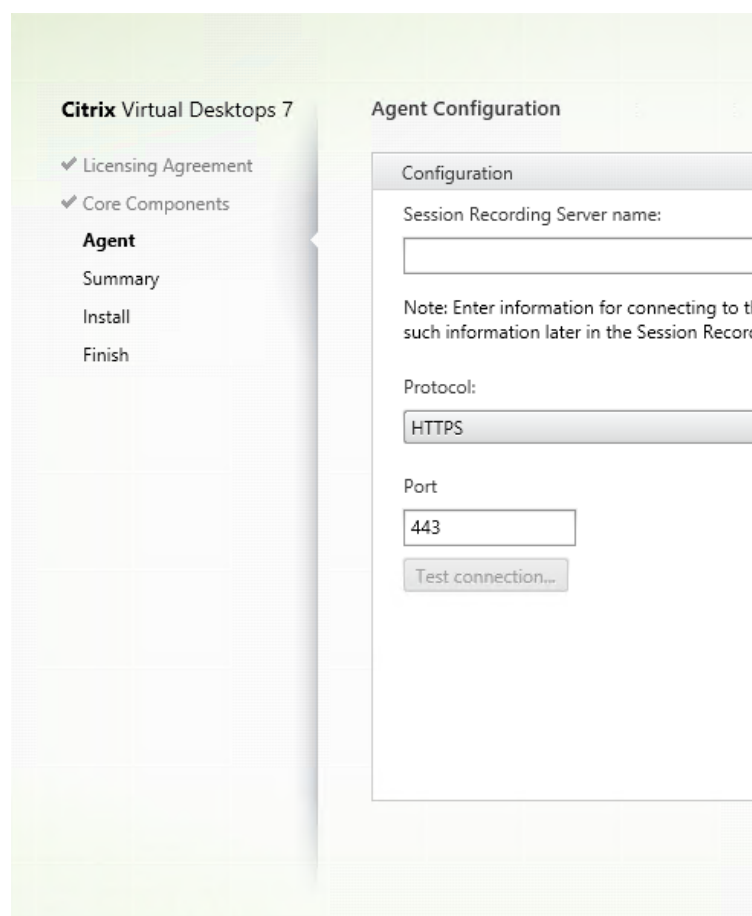 Citrix Virtual Desktops 7
Licensing Agreement
Core Components
Agent
Summary
Install
Finish
Agent Configuration
Configuration
Session Recording Server name:
Note: Enter information for connecting to
such information later in the Session
Protocol:
HTTPS
Port
443
Test connection...